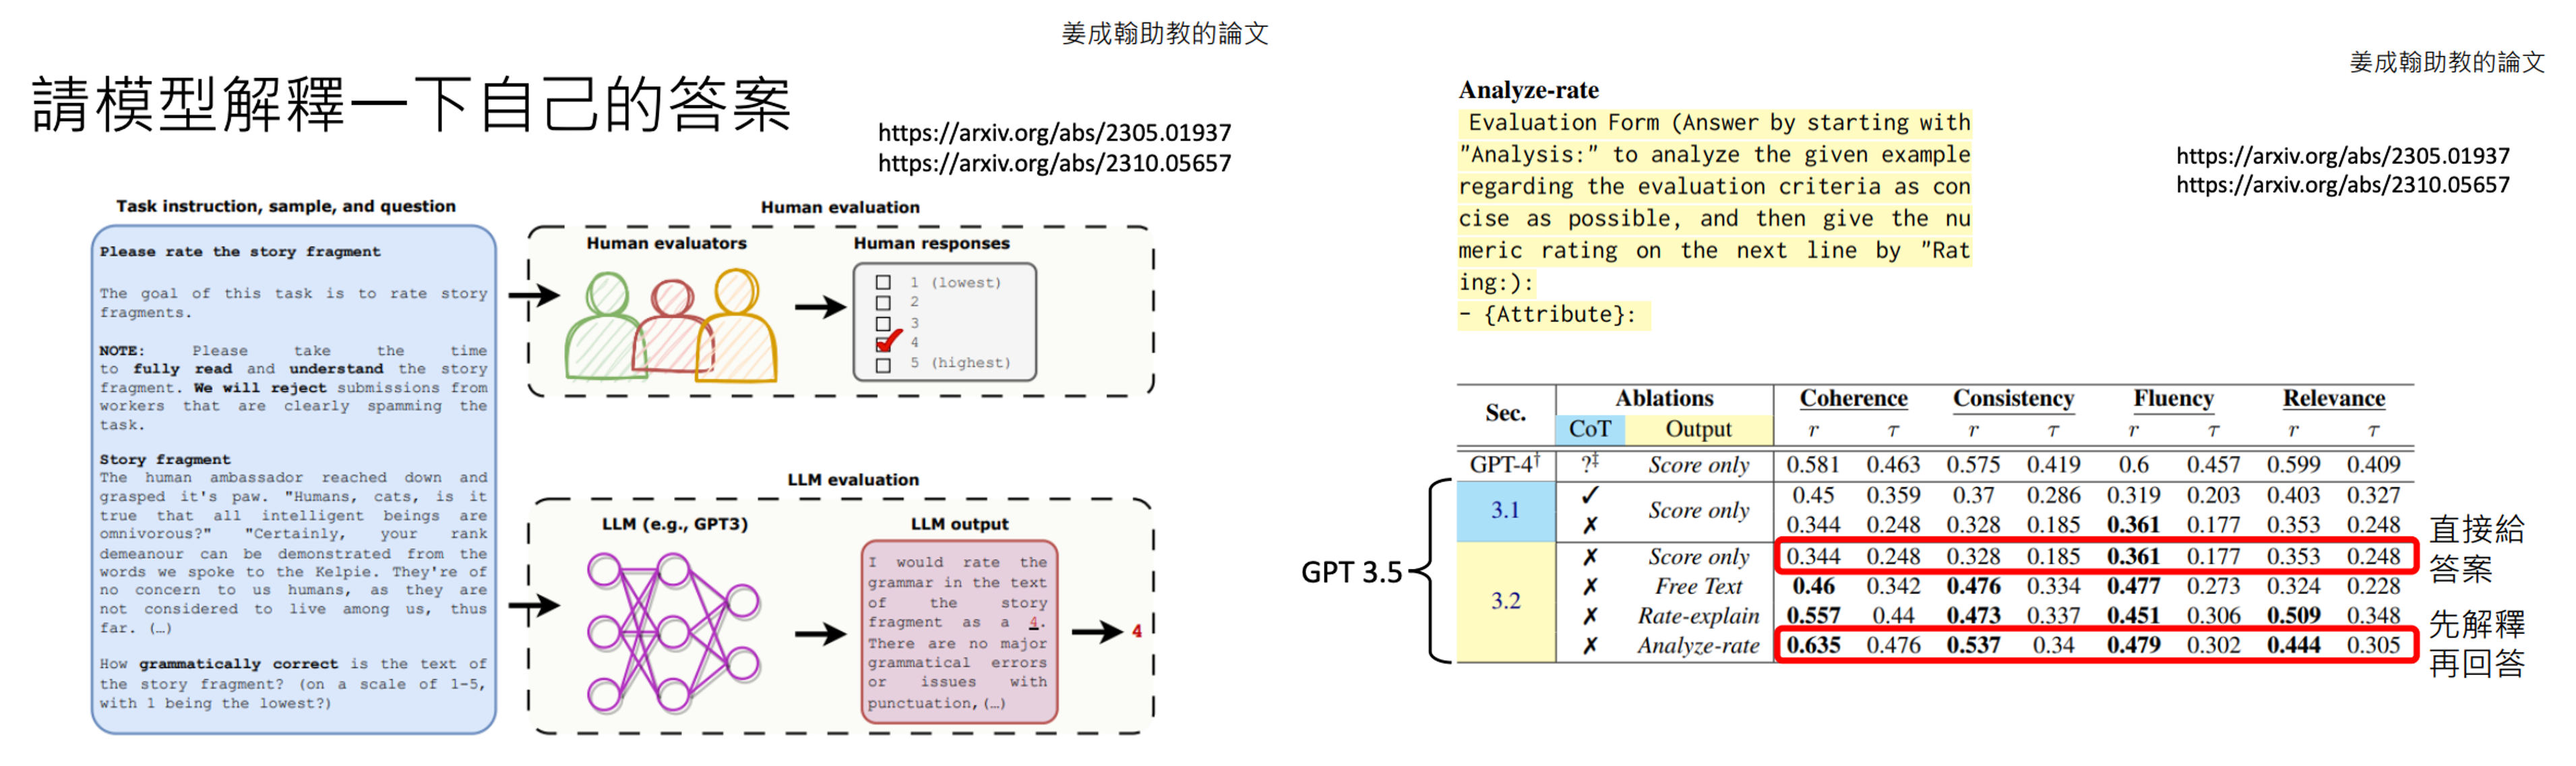 姜成翰助教的論文
請模型解釋一下自己的答案
https://arxiv.org/abs/2305.01937
https://arxiv.org/abs/2310.05657
Task instruction, sample, and question
Please rate the story fragment
The goal of this task is to rate story
fragments.
NOTE: Please take the time
to fully read and understand the story
fragment. We will reject submissions from
workers that are clearly spamming the
task.
Story fragment
The human ambassador reached down and
grasped it's paw. "Humans, cats, is it
true that all intelligent beings are
omnivorous?" "Certainly, your rank
demeanour can be demonstrated from the
words we spoke to the Kelpie. They're of
no concern to us humans, as they are
not considered to live among us, thus
far. (…)
How grammatically correct is the text of
the story fragment? (on a scale of 1-5,
with 1 being the lowest?)
Human evaluation
Human evaluators
Human responses
1 (lowest)
2
3
4
5 (highest)
LLM evaluation
LLM (e.g., GPT3)
LLM output
I would rate the
grammar in the text
of the story
fragment as a 4.
There are no major
grammatical errors
or issues with
punctuation, (…)
4
姜成翰助教的論文
Analyze-rate
Evaluation Form (Answer by starting with
"Analysis:" to analyze the given example
regarding the evaluation criteria as con
cise as possible, and then give the nu
meric rating on the next line by "Rat
ing:):
- {Attribute}:
https://arxiv.org/abs/2305.01937
https://arxiv.org/abs/2310.05657
Sec. Ablations Coherence Consistency Fluency Relevance
CoT Output r τ r τ r τ r τ
GPT-4† ?‡ Score only 0.581 0.463 0.575 0.419 0.6 0.457 0.599 0.409
3.1 ✓ Score only 0.45 0.359 0.37 0.286 0.319 0.203 0.403 0.327
✗ 0.344 0.248 0.328 0.185 0.361 0.177 0.353 0.248
3.2 ✗ Score only 0.344 0.248 0.328 0.185 0.361 0.177 0.353 0.248
✗ Free Text 0.46 0.342 0.476 0.334 0.477 0.273 0.324 0.228
✗ Rate-explain 0.557 0.44 0.473 0.337 0.451 0.306 0.509 0.348
✗ Analyze-rate 0.635 0.476 0.537 0.34 0.479 0.302 0.444 0.305
GPT 3.5
直接給
答案
先解釋
再回答